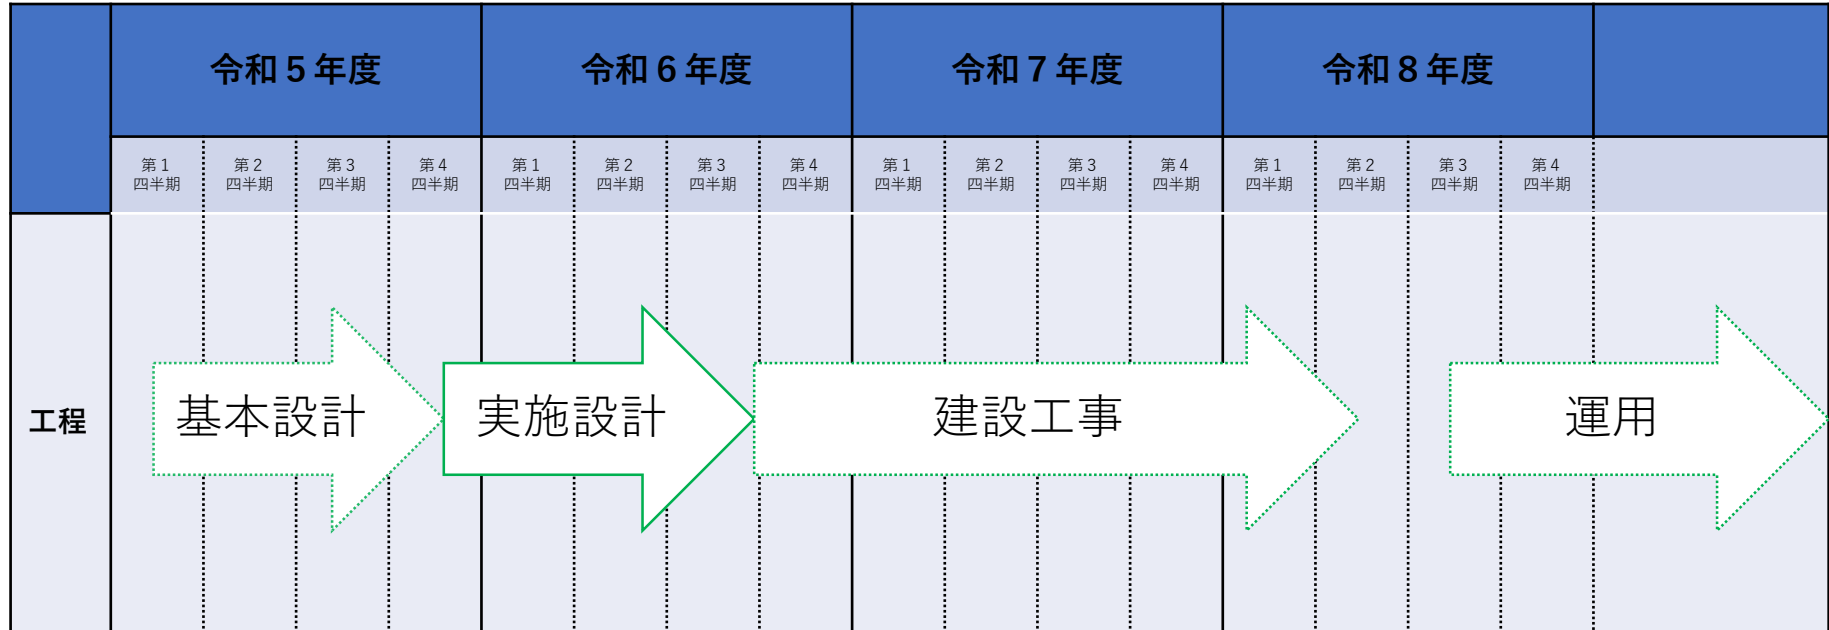 令和５年度 令和６年度 令和７年度 令和８年度
第１ 第２ 第３ 第４ 第１ 第２ 第３ 第４ 第１ 第２ 第３ 第４ 第１ 第２ 第３ 第４
四半期 四半期 四半期 四半期 四半期 四半期 四半期 四半期 四半期 四半期 四半期 四半期 四半期 四半期 四半期 四半期
工程 基本設計 実施設計 建設工事 運用